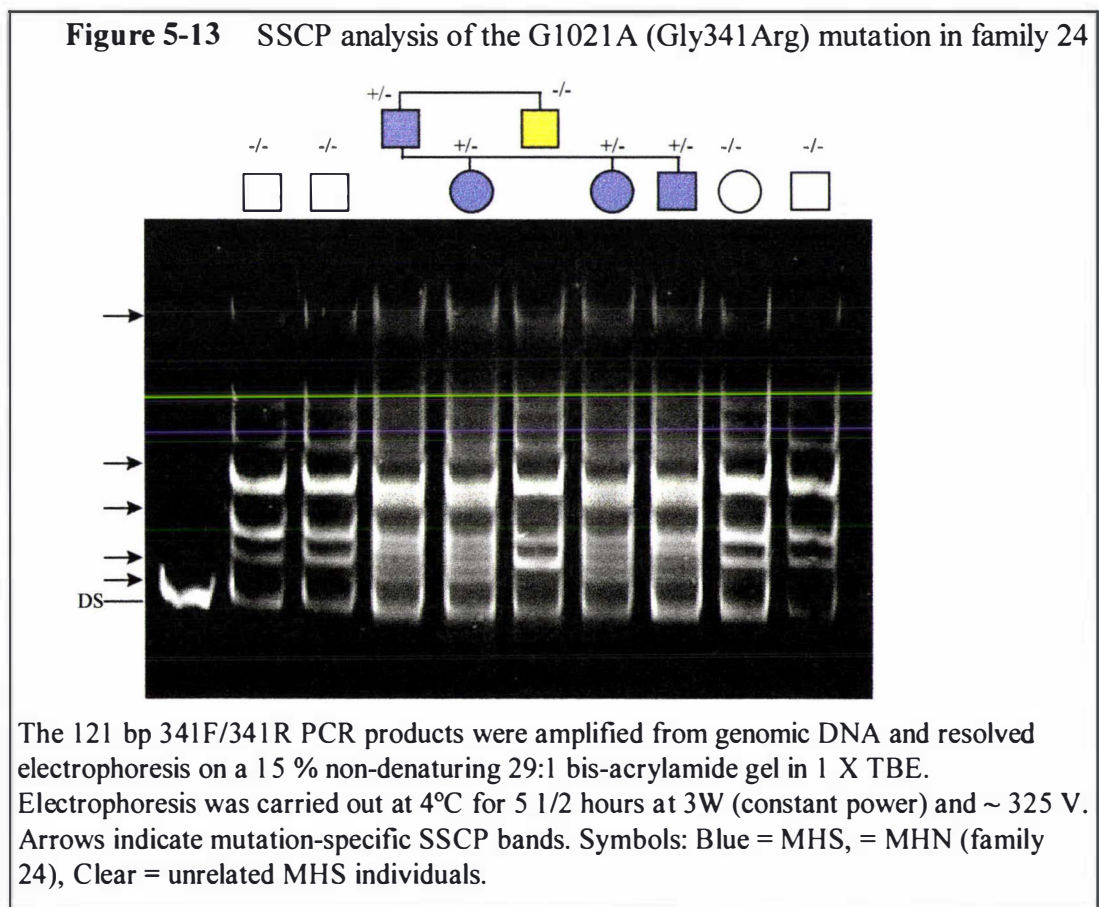 Figure 5-13 SSCP analysis of the G1021A (Gly341Arg) mutation in family 24
+/- -/-
-/- -/- +/- +/- +/- -/- -/-
DS
The 121 bp 341F/341R PCR products were amplified from genomic DNA and resolved
electrophoresis on a 15 % non-denaturing 29:1 bis-acrylamide gel in 1 X TBE.
Electrophoresis was carried out at 4ºC for 5 1/2 hours at 3W (constant power) and ~ 325 V.
Arrows indicate mutation-specific SSCP bands. Symbols: Blue = MHS, = MHN (family
24), Clear = unrelated MHS individuals.